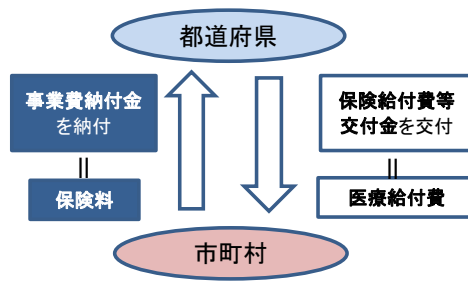 都道府県
事業費納付金
を納付
||
保険料
保険給付費等
交付金を交付
||
医療給付費
市町村